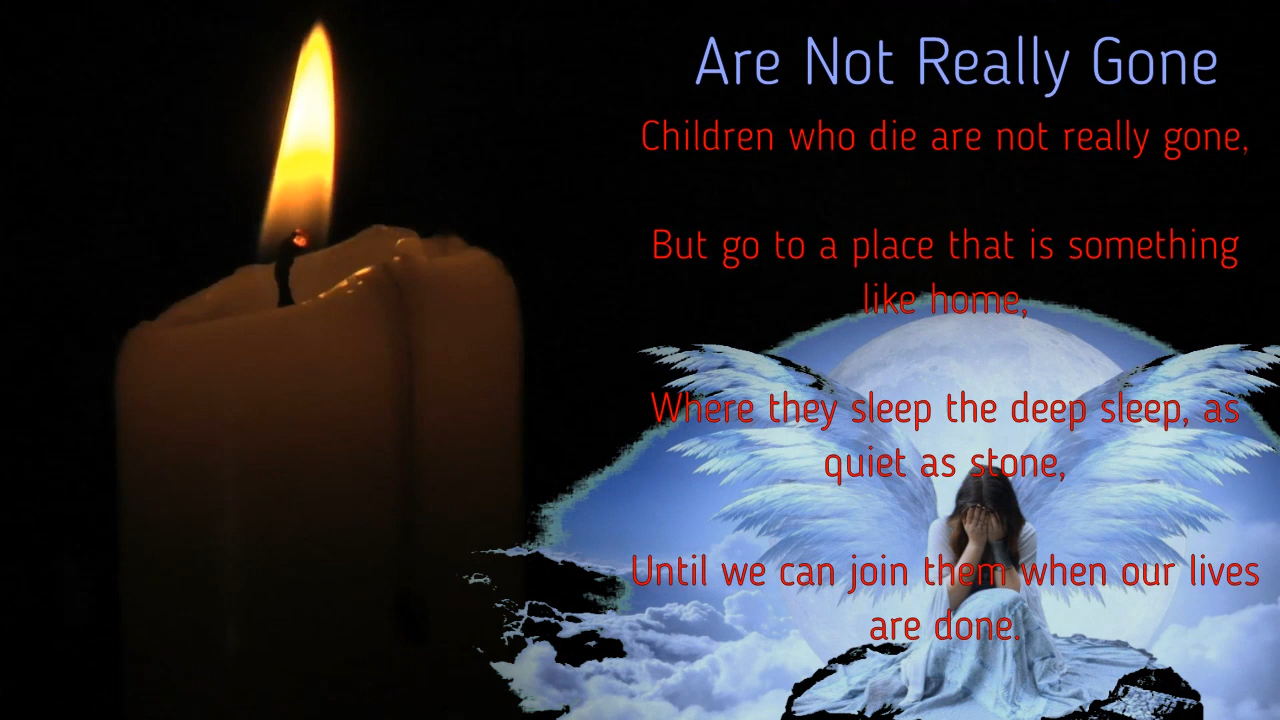 Are Not Really Gone
Children who die are not really gone,
But go to a place that is something
like home,
Where they sleep the deep sleep, as
quiet as stone,
Until we can join them when our lives
are done.